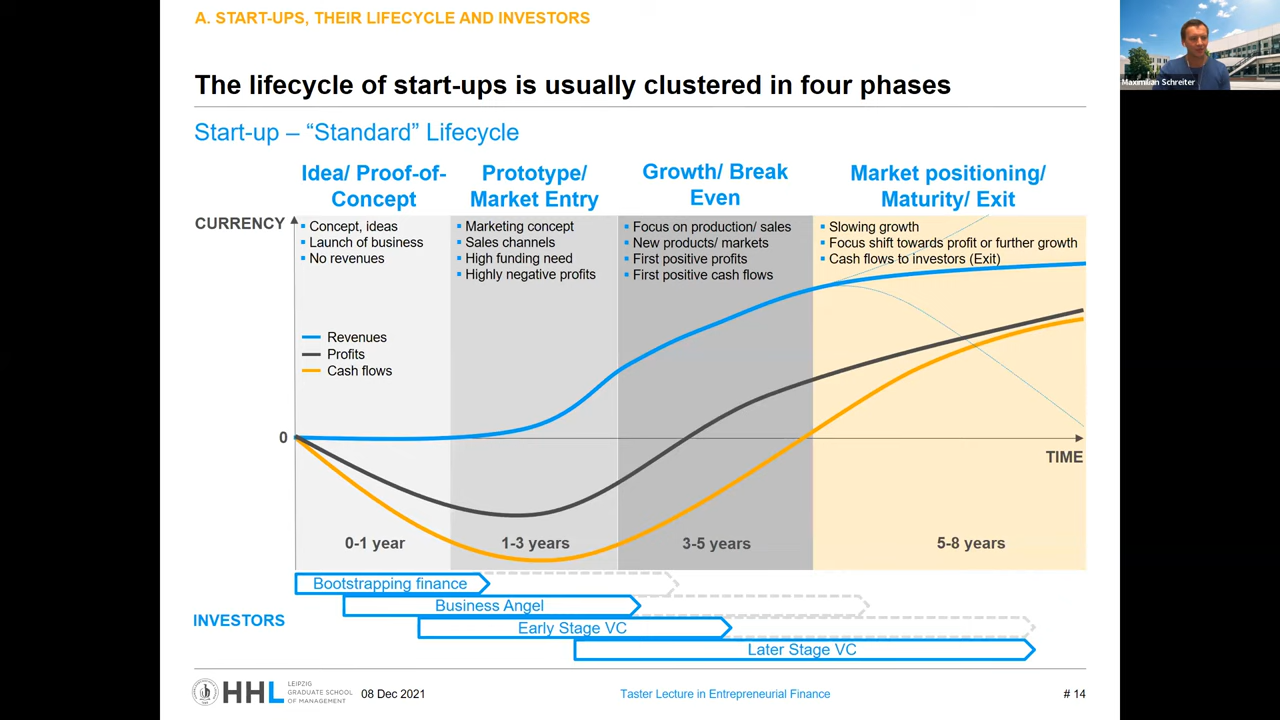 A. START-UPS, THEIR LIFECYCLE AND INVESTORS
Maximilian Schreiter
The lifecycle of start-ups is usually clustered in four phases
Start-up – “Standard” Lifecycle
Idea/ Proof-of-
Concept
Prototype/
Market Entry
Growth/ Break
Even
Market positioning/
Maturity/ Exit
CURRENCY
▪ Concept, ideas
▪ Launch of business
▪ No revenues
▪ Marketing concept
▪ Sales channels
▪ High funding need
▪ Highly negative profits
▪ Focus on production/ sales
▪ New products/ markets
▪ First positive profits
▪ First positive cash flows
▪ Slowing growth
▪ Focus shift towards profit or further growth
▪ Cash flows to investors (Exit)
Revenues
Profits
Cash flows
0
TIME
0-1 year
1-3 years
3-5 years
5-8 years
INVESTORS
Bootstrapping finance
Business Angel
Early Stage VC
Later Stage VC
HHL
LEIPZIG
GRADUATE SCHOOL
OF MANAGEMENT
08 Dec 2021
Taster Lecture in Entrepreneurial Finance
# 14